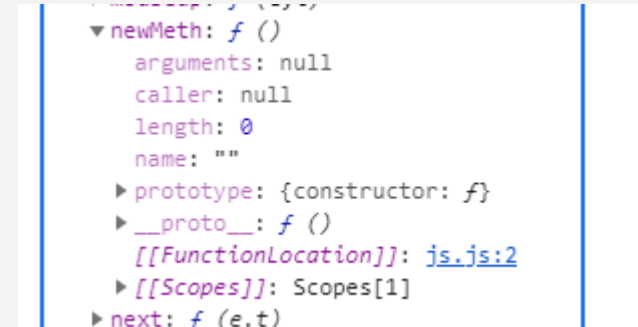 ▼ newMeth: ƒ ()
arguments: null
caller: null
length: 0
name: ""
▶ prototype: {constructor: ƒ}
▶ __proto__: ƒ ()
[[FunctionLocation]]: js.js:2
▶ [[Scopes]]: Scopes[1]
▶ next: ƒ (e,t)